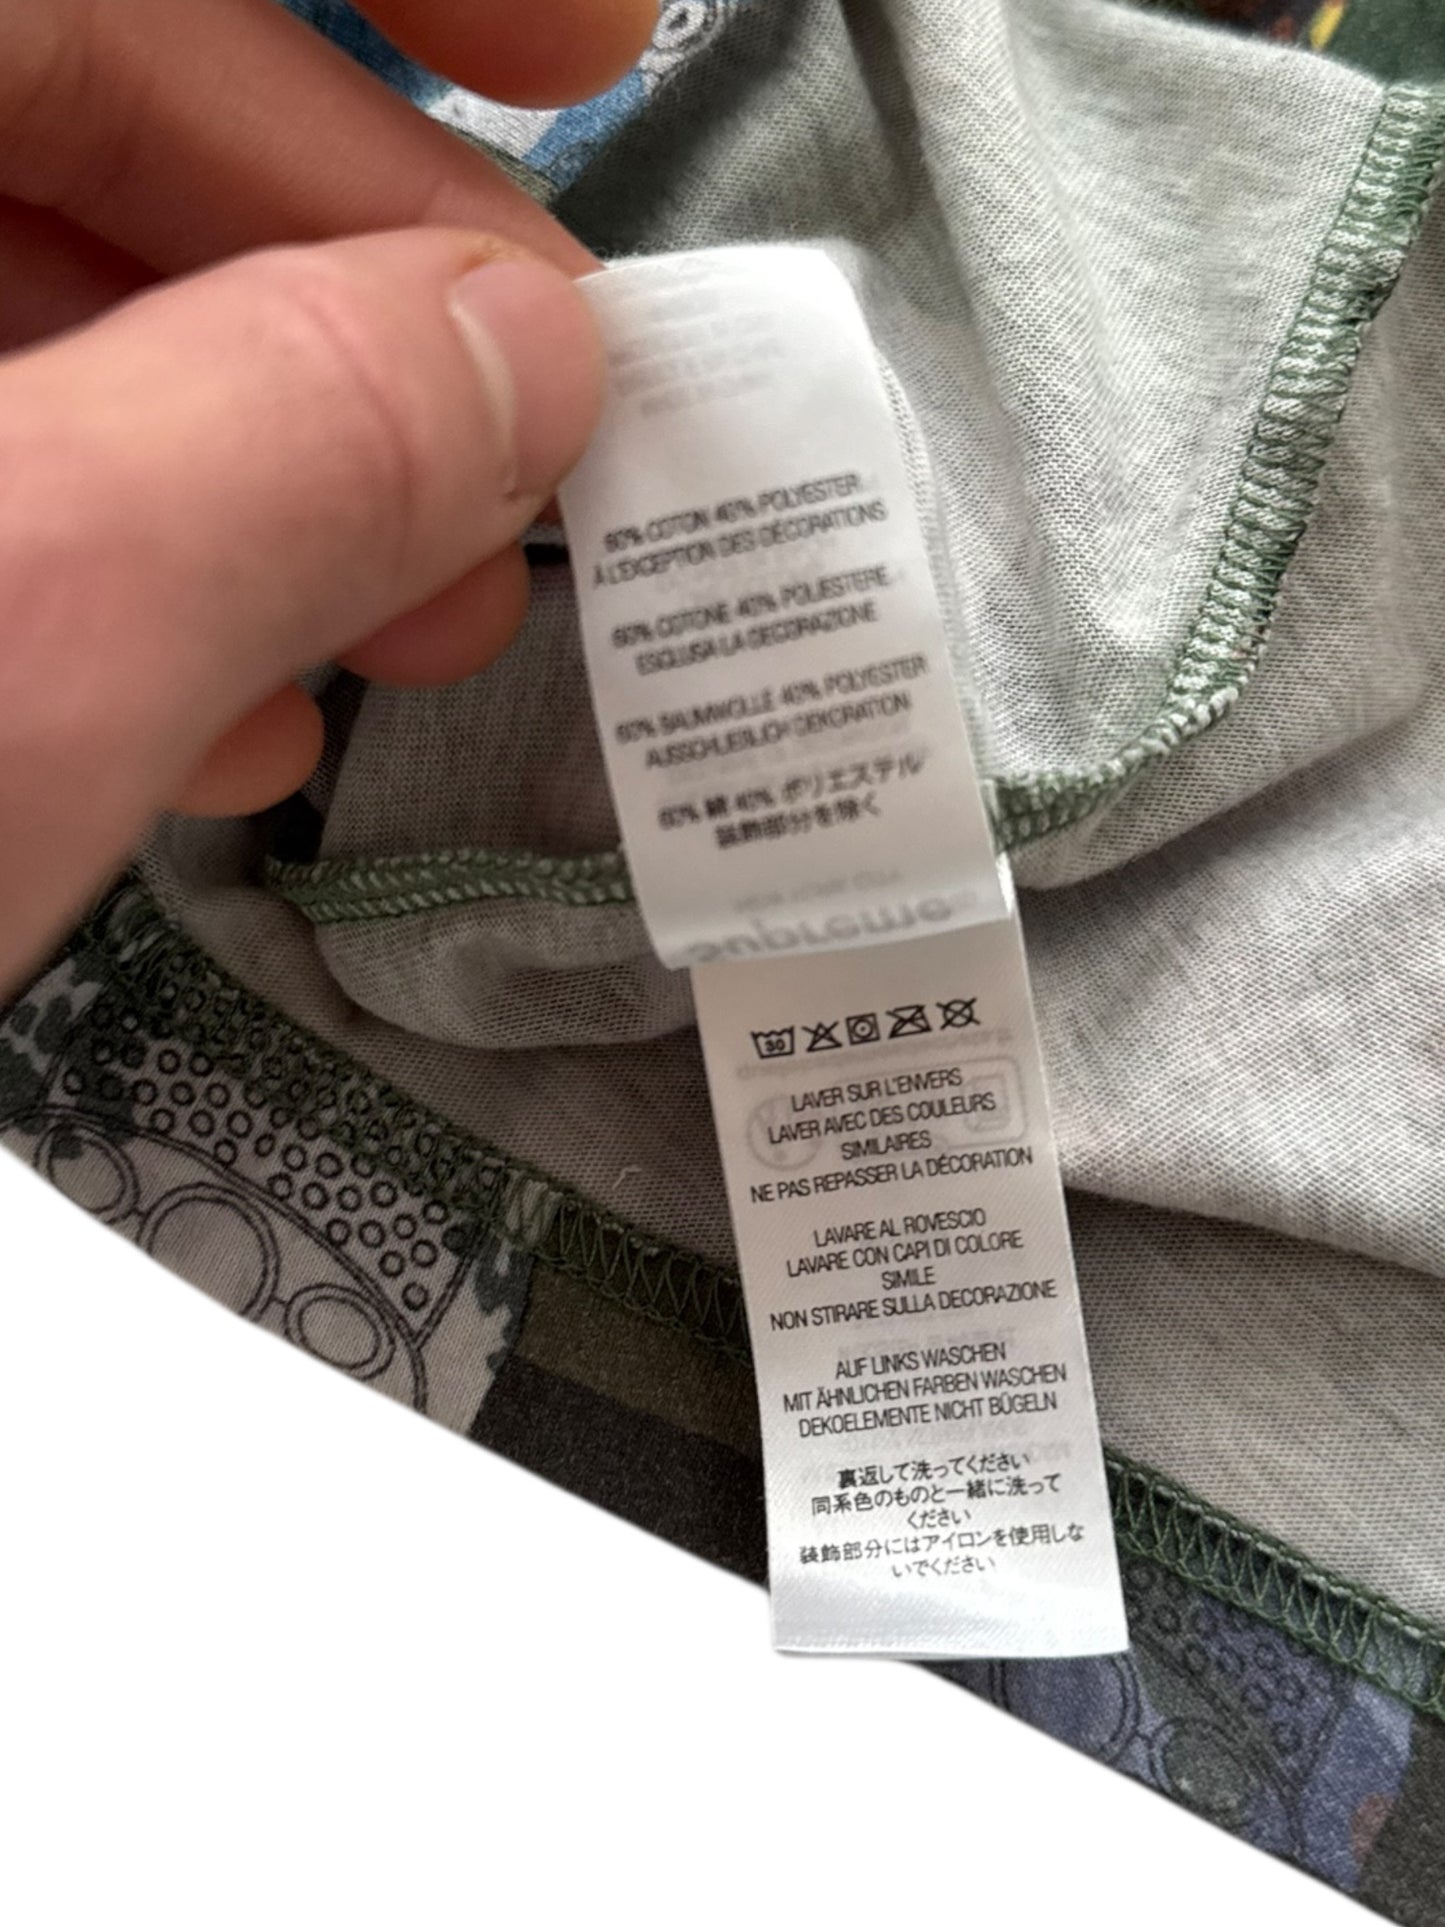 60% COTON 40% POLYESTER
À L'EXCEPTION DES DÉCORATIONS
60% COTONE 40% POLIESTERE
ESCLUSA LA DECORAZIONE
60% BAUMWOLLE 40% POLYESTER
AUSSCHLIEßLICH DEKORATION
60% 綿 40% ポリエステル
装飾部分を除く
30
LAVER SUR L'ENVERS
LAVER AVEC DES COULEURS
SIMILAIRES
NE PAS REPASSER LA DÉCORATION
LAVARE AL ROVESCIO
LAVARE CON CAPI DI COLORE
SIMILE
NON STIRARE SULLA DECORAZIONE
AUF LINKS WASCHEN
MIT ÄHNLICHEN FARBEN WASCHEN
DEKOELEMENTE NICHT BÜGELN
裏返して洗ってください
同系色のものと一緒に洗って
ください
装飾部分にはアイロンを使用しな
いでください